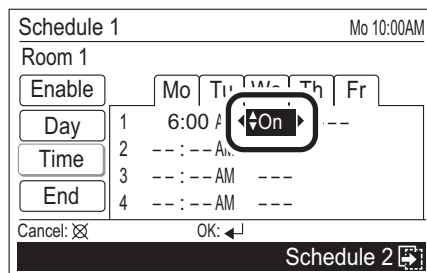 Schedule 1 Mo 10:00AM
Room 1
Enable Mo Th Fr
Day 1 6:00 On --
Time 2 --:-- 
3 --:--AM ---
End 4 --:--AM ---
Cancel: OK:
Schedule 2